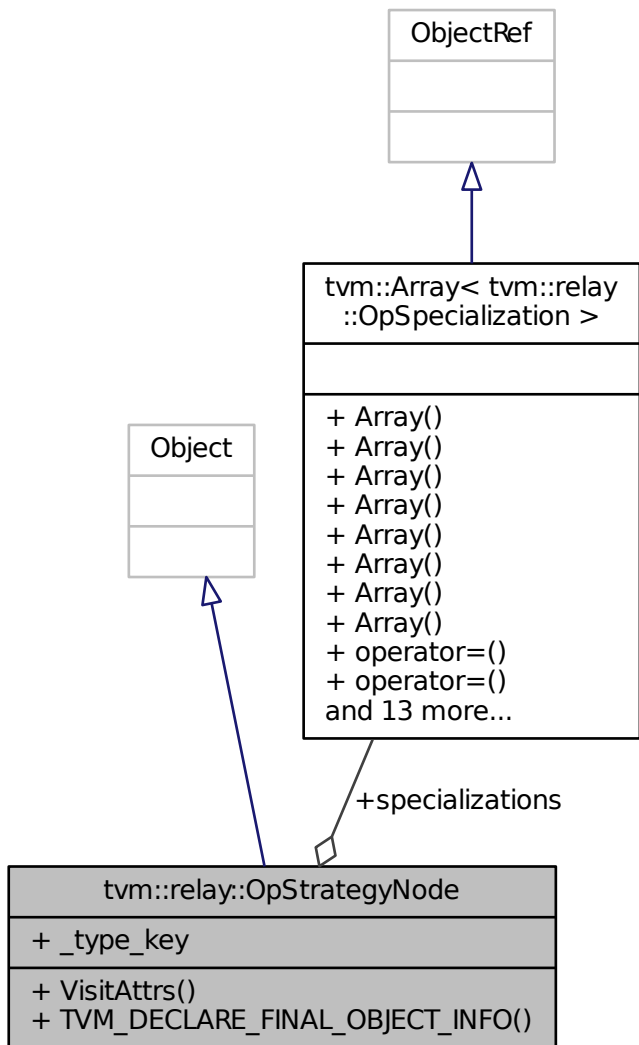 ObjectRef
tvm::Array< tvm::relay
::OpSpecialization >
+ Array()
+ Array()
+ Array()
+ Array()
+ Array()
+ Array()
+ Array()
+ Array()
+ operator=()
+ operator=()
and 13 more...
Object
+specializations
tvm::relay::OpStrategyNode
+ _type_key
+ VisitAttrs()
+ TVM_DECLARE_FINAL_OBJECT_INFO()